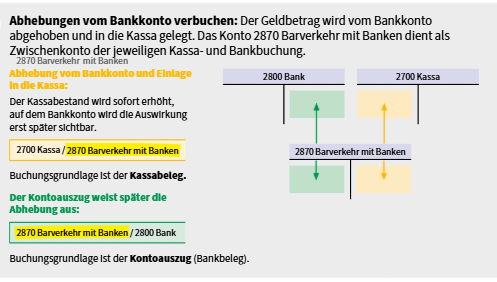 Abhebungen vom Bankkonto verbuchen: Der Geldbetrag wird vom Bankkonto
abgehoben und in die Kassa gelegt. Das Konto 2870 Barverkehr mit Banken dient als
Zwischenkonto der jeweiligen Kassa- und Bankbuchung.
2870 Barverkehr mit Banken
Abhebung vom Bankkonto und Einlage
in die Kassa:
Der Kassabestand wird sofort erhöht,
auf dem Bankkonto wird die Auswirkung
erst später sichtbar.
2700 Kassa / 2870 Barverkehr mit Banken
Buchungsgrundlage ist der Kassabeleg.
Der Kontoauszug weist später die
Abhebung aus:
2870 Barverkehr mit Banken / 2800 Bank
Buchungsgrundlage ist der Kontoauszug (Bankbeleg).
2800 Bank
2700 Kassa
2870 Barverkehr mit Banken